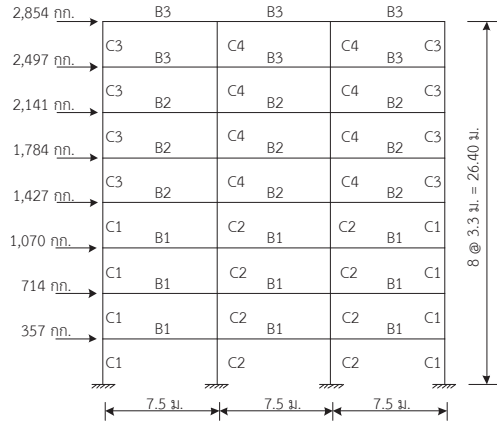 2,854 กก. B3 B3 B3
C3 C4 C4 C3
2,497 กก. B3 B3 B3
C3 C4 C4 C3
2,141 กก. B2 B2 B2
C3 C4 C4 C3
1,784 กก. B2 B2 B2
C3 C4 C4 C3
1,427 กก. B2 B2 B2
C1 C2 C2 C1
1,070 กก. B1 B1 B1
C1 C2 C2 C1
714 กก. B1 B1 B1
C1 C2 C2 C1
357 กก. B1 B1 B1
C1 C2 C2 C1
7.5 ม. 7.5 ม. 7.5 ม.
8 @ 3.3 ม. = 26.40 ม.